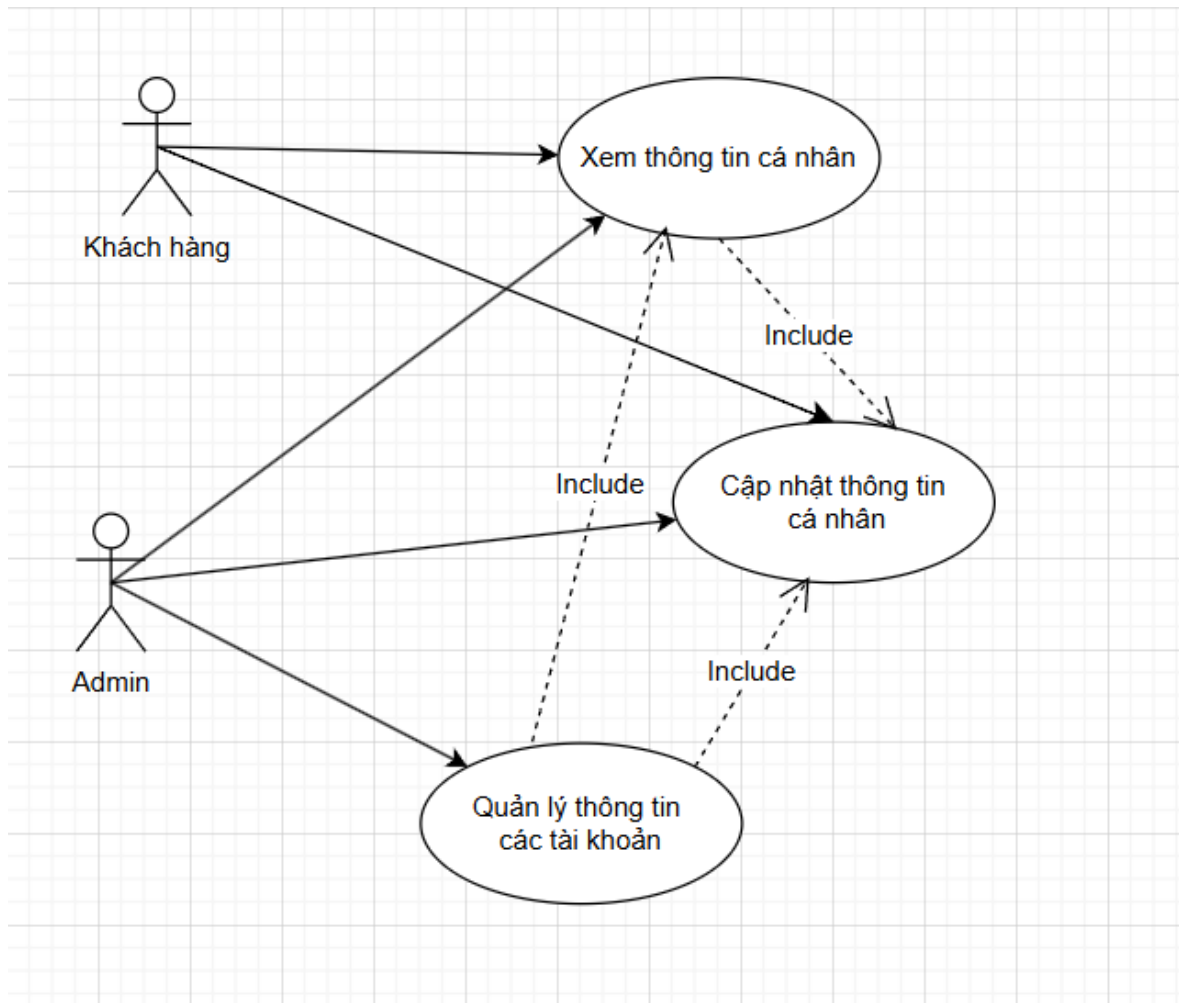 Xem thông tin cá nhân
Khách hàng
Include
Include
Cập nhật thông tin
cá nhân
Include
Admin
Quản lý thông tin
các tài khoản